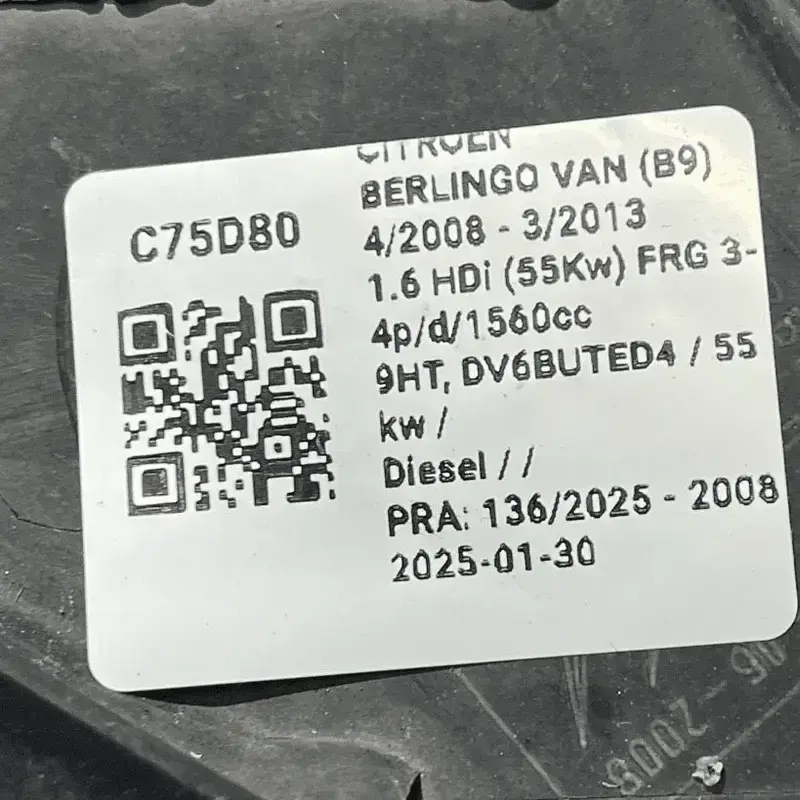 C75D80
CITROEN
BERLINGO VAN (B9)
4/2008 - 3/2013
1.6 HDi (55Kw) FRG 3-
4p/d/1560cc
9HT, DV6BUTED4 / 55
kw /
Diesel / /
PRA: 136/2025 - 2008
2025-01-30